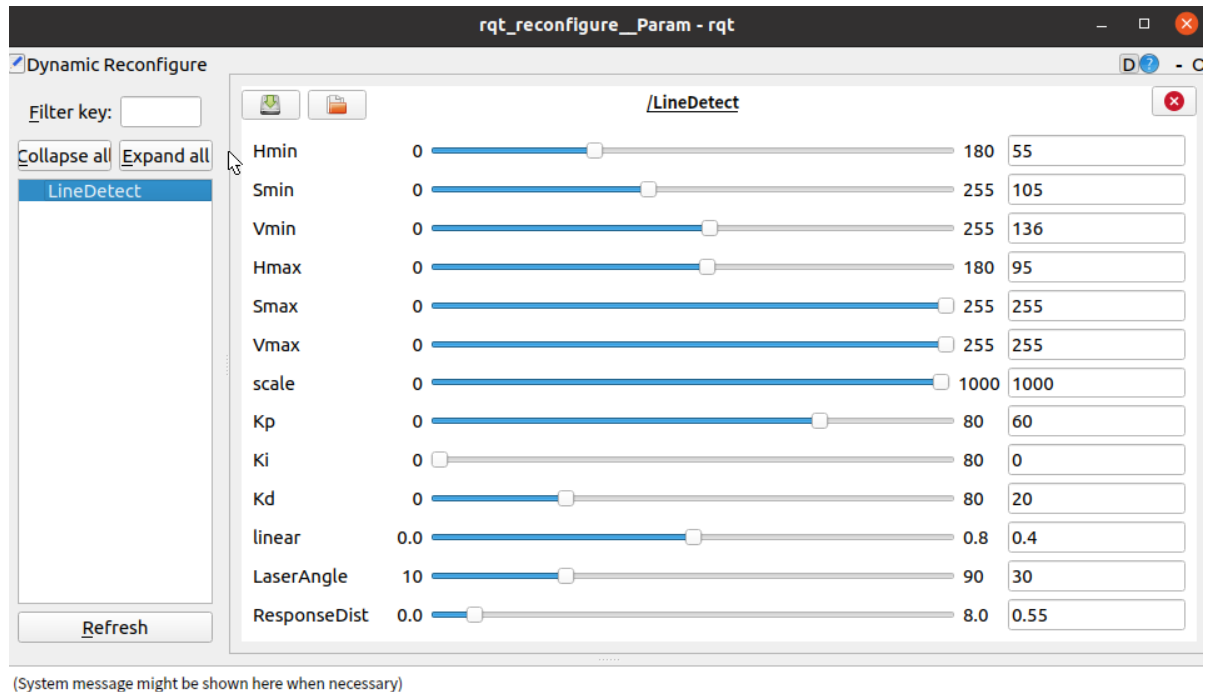 rqt_reconfigure__Param - rqt
Dynamic Reconfigure
D ? - O
Filter key:
Collapse all Expand all
LineDetect
Refresh
/LineDetect
Hmin 0 180 55
Smin 0 255 105
Vmin 0 255 136
Hmax 0 180 95
Smax 0 255 255
Vmax 0 255 255
scale 0 1000 1000
Kp 0 80 60
Ki 0 80 0
Kd 0 80 20
linear 0.0 0.8 0.4
LaserAngle 10 90 30
ResponseDist 0.0 8.0 0.55
(System message might be shown here when necessary)